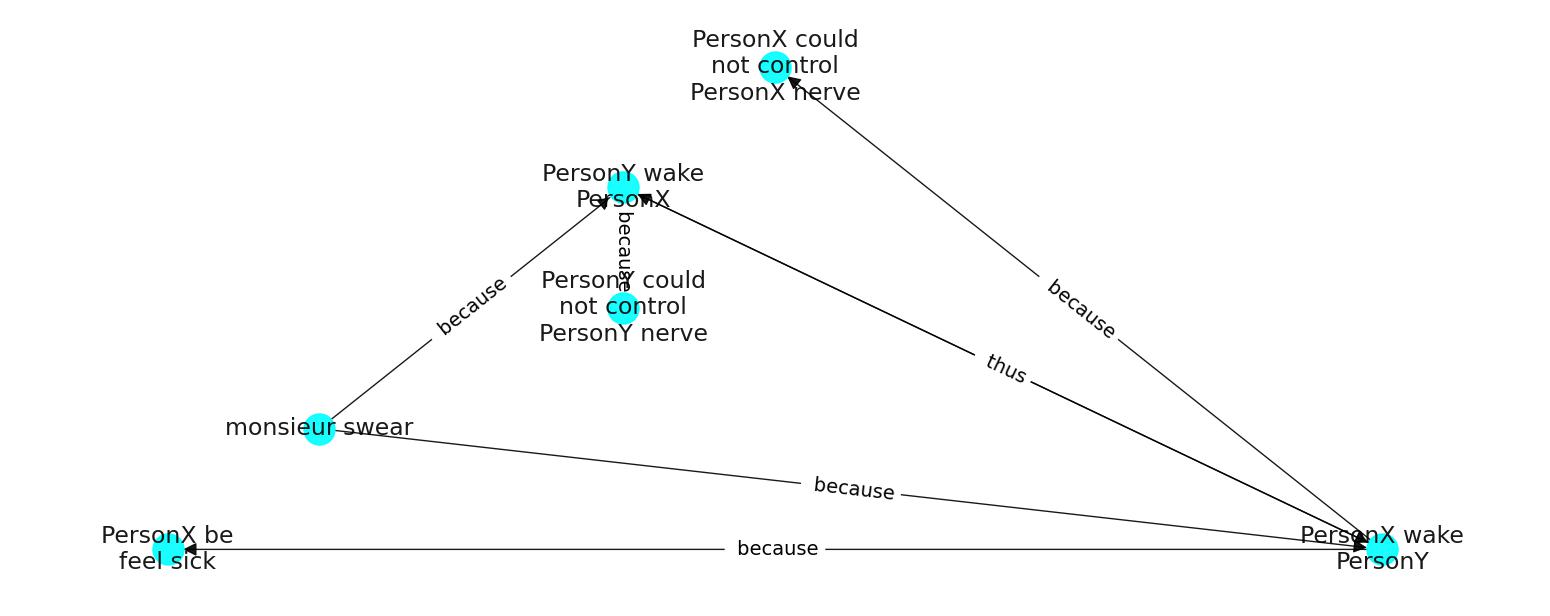 PersonX could
not control
PersonX nerve
PersonY wake
PersonX
because
PersonY could
not control
PersonY nerve
because
because
thus
monsieur swear
because
PersonX be
feel sick
because
PersonX wake
PersonY